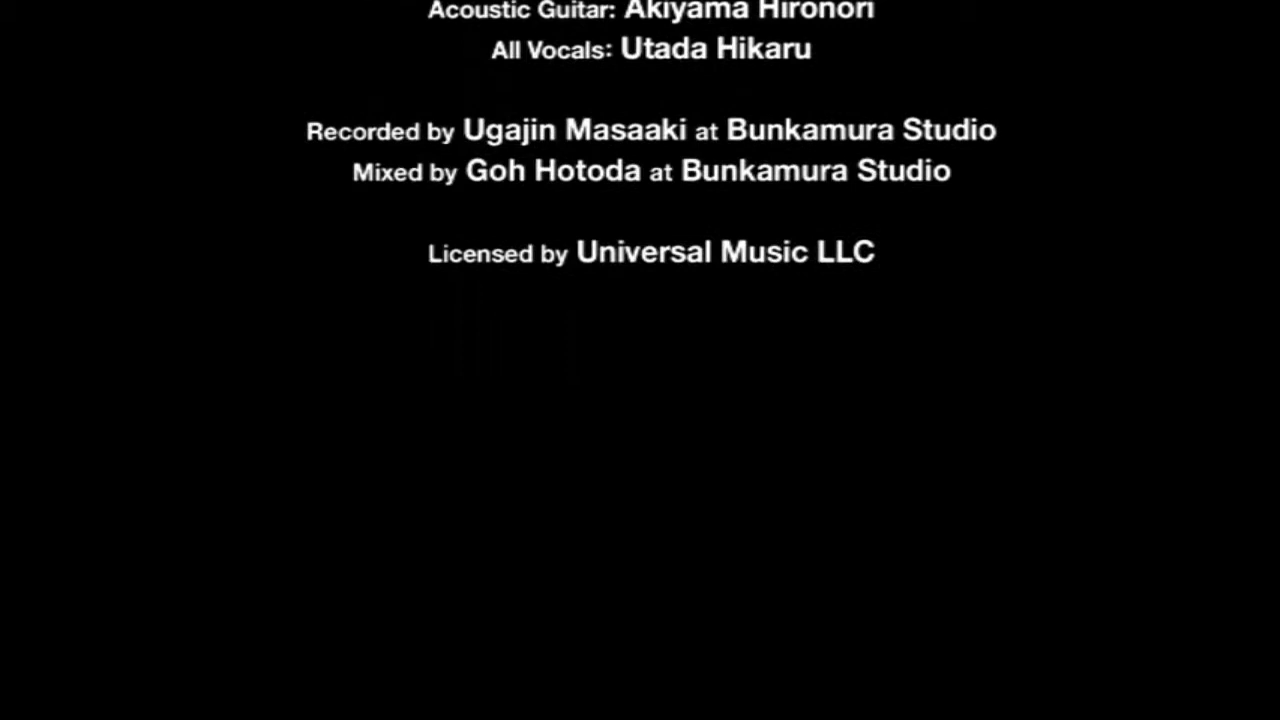 Acoustic Guitar: Akiyama Hironori
All Vocals: Utada Hikaru
Recorded by Ugajin Masaaki at Bunkamura Studio
Mixed by Goh Hotoda at Bunkamura Studio
Licensed by Universal Music LLC